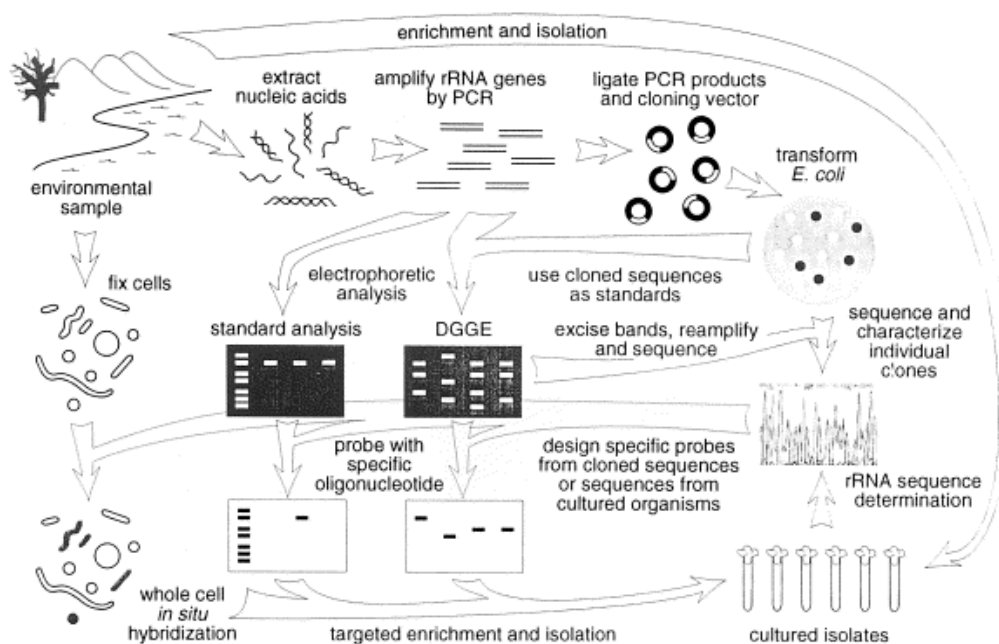 enrichment and isolation
extract
nucleic acids
amplify rRNA genes
by PCR
ligate PCR products
and cloning vector
transform
E. coli
environmental
sample
fix cells
electrophoretic
analysis
use cloned sequences
as standards
standard analysis
DGGE
excise bands, reamplify
and sequence
sequence and
characterize
individual
clones
probe with
specific
oligonucleotide
design specific probes
from cloned sequences
or sequences from
cultured organisms
rRNA sequence
determination
whole cell
in situ
hybridization
targeted enrichment and isolation
cultured isolates